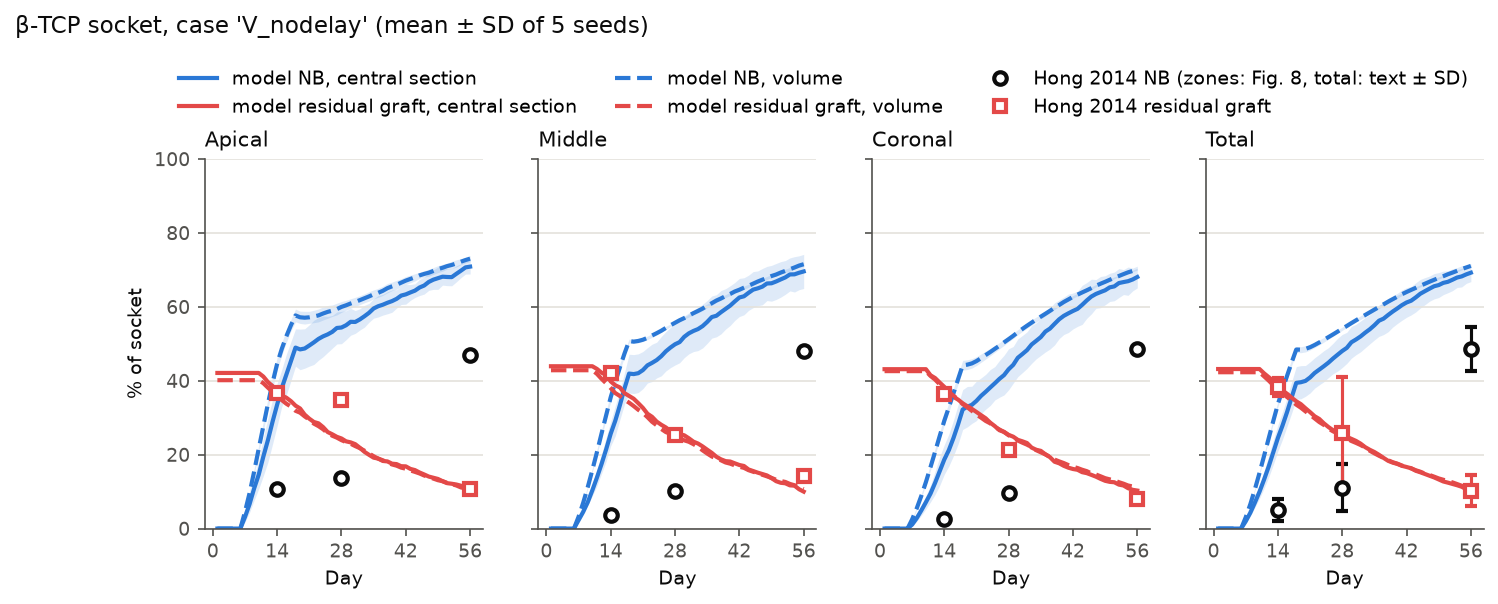 β-TCP socket, case 'V_nodelay' (mean ± SD of 5 seeds)
model NB, central section
model NB, volume
Hong 2014 NB (zones: Fig. 8, total: text ± SD)
model residual graft, central section
model residual graft, volume
Hong 2014 residual graft
Apical
Middle
Coronal
Total
100
80
60
40
20
0
% of socket
0 14 28 42 56
0 14 28 42 56
0 14 28 42 56
0 14 28 42 56
Day
Day
Day
Day